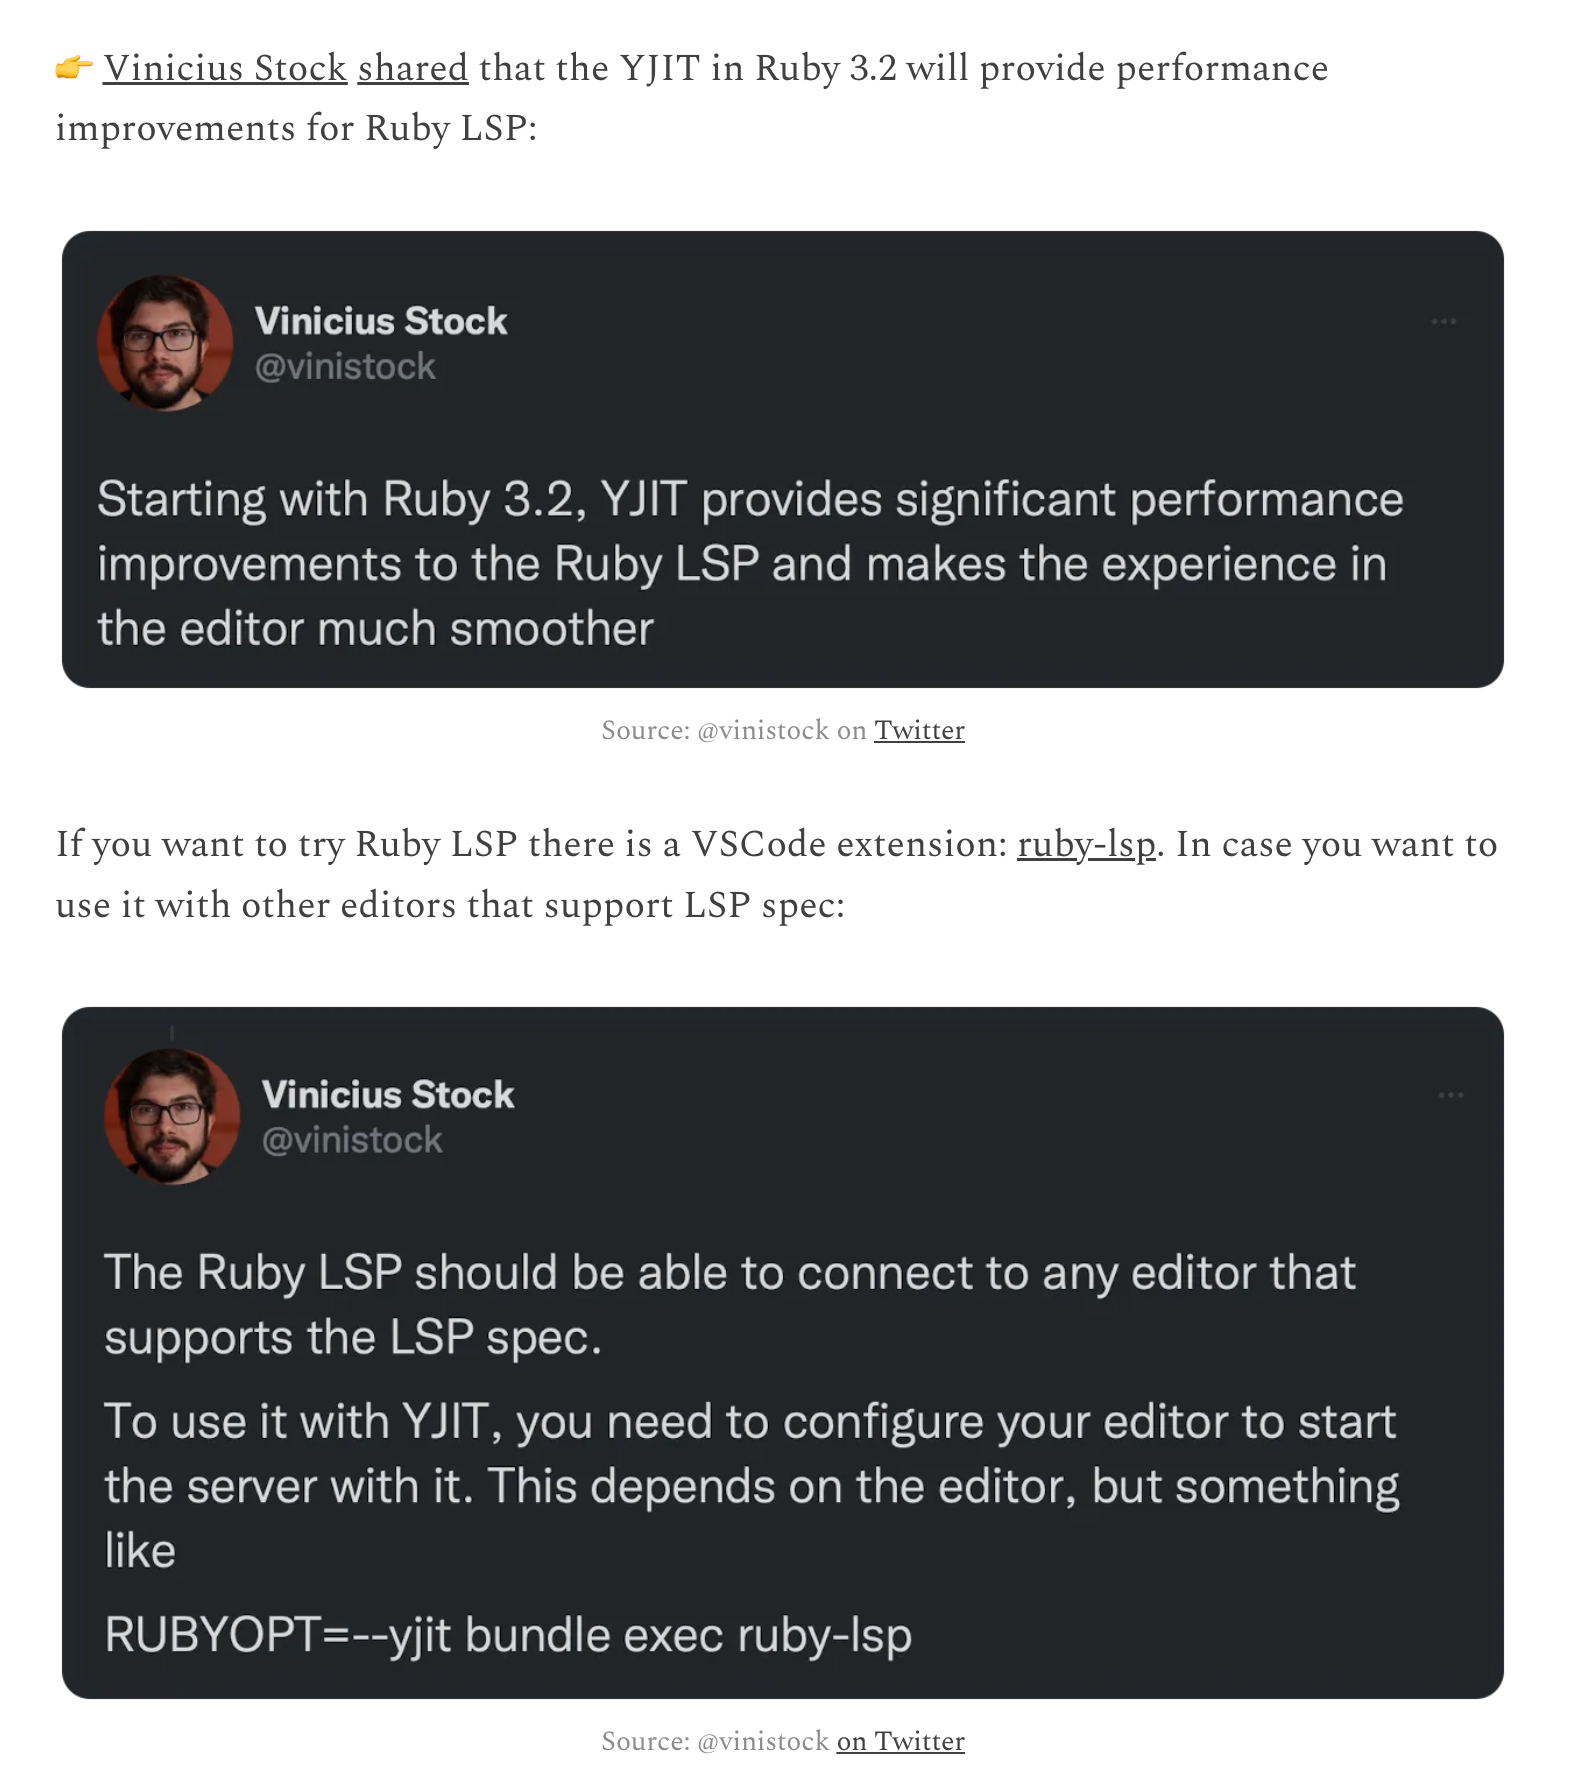 👉 Vinicius Stock shared that the YJIT in Ruby 3.2 will provide performance
improvements for Ruby LSP:
Vinicius Stock
@vinistock
Starting with Ruby 3.2, YJIT provides significant performance
improvements to the Ruby LSP and makes the experience in
the editor much smoother
Source: @vinistock on Twitter
If you want to try Ruby LSP there is a VSCode extension: ruby-lsp. In case you want to
use it with other editors that support LSP spec:
Vinicius Stock
@vinistock
The Ruby LSP should be able to connect to any editor that
supports the LSP spec.
To use it with YJIT, you need to configure your editor to start
the server with it. This depends on the editor, but something
like
RUBYOPT=--yjit bundle exec ruby-lsp
Source: @vinistock on Twitter